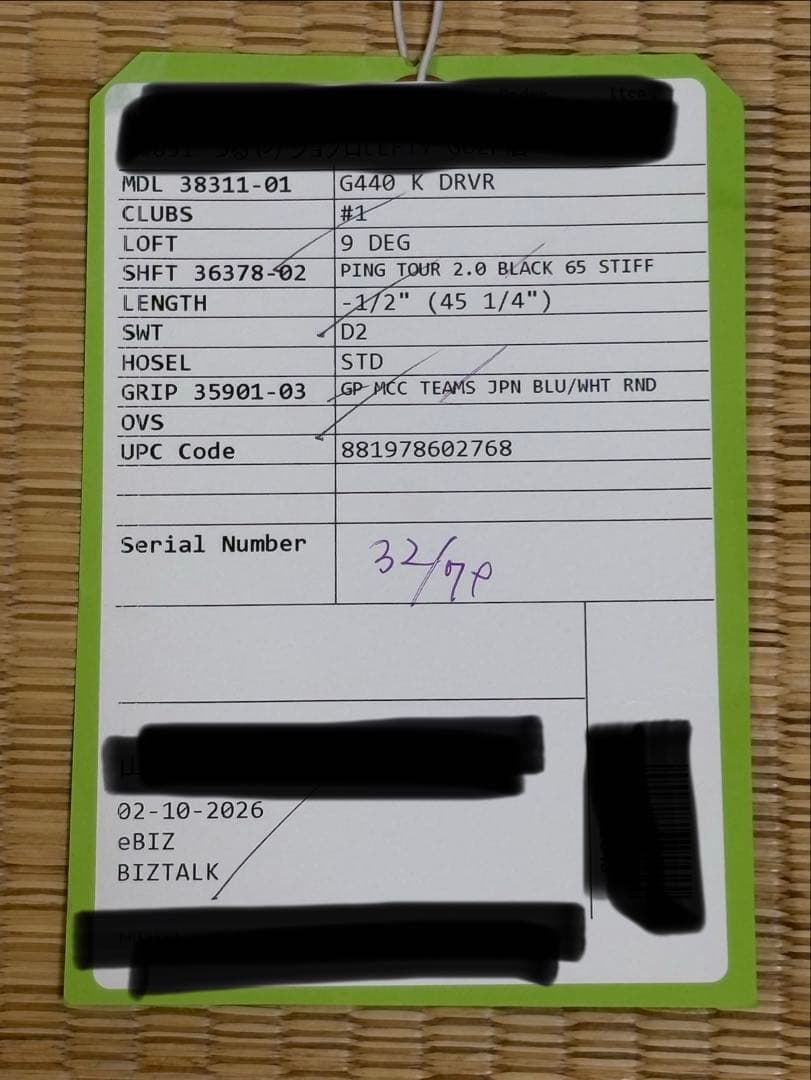 MDL 38311-01 G440 K DRVR
CLUBS #1
LOFT 9 DEG
SHFT 36378-02 PING TOUR 2.0 BLACK 65 STIFF
LENGTH -1/2" (45 1/4")
SWT D2
HOSEL STD
GRIP 35901-03 GP MCC TEAMS JPN BLU/WHT RND
OVS
UPC Code 881978602768
Serial Number 32/7P
02-10-2026
eBIZ
BIZTALK